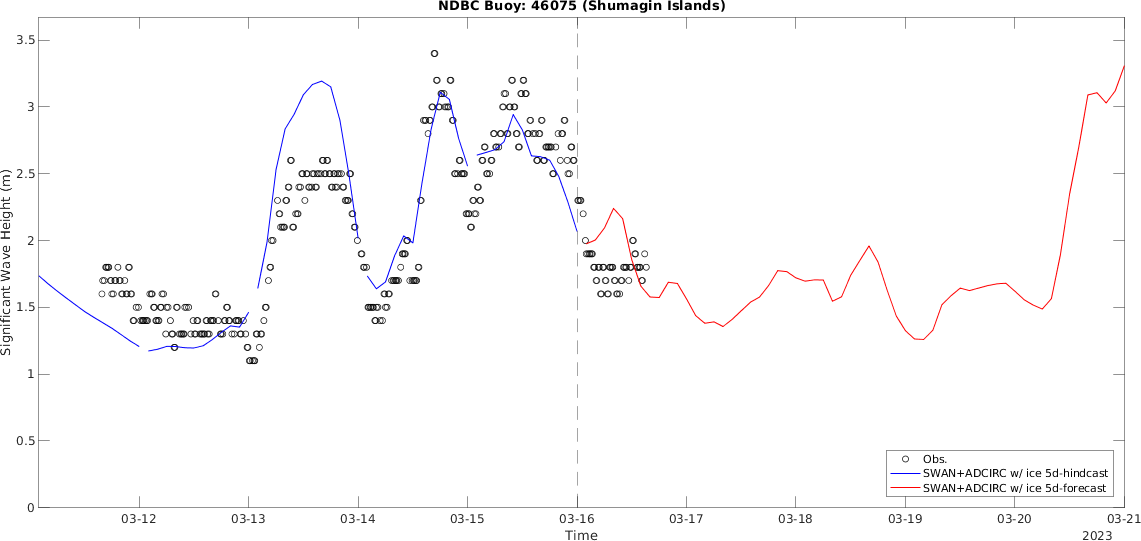 NDBC Buoy: 46075 (Shumagin Islands)
Significant Wave Height (m)
3.5
3
2.5
2
1.5
1
0.5
0
Obs.
SWAN+ADCIRC w/ ice 5d-hindcast
SWAN+ADCIRC w/ ice 5d-forecast
03-12 03-13 03-14 03-15 03-16 03-17 03-18 03-19 03-20 03-21
Time
2023